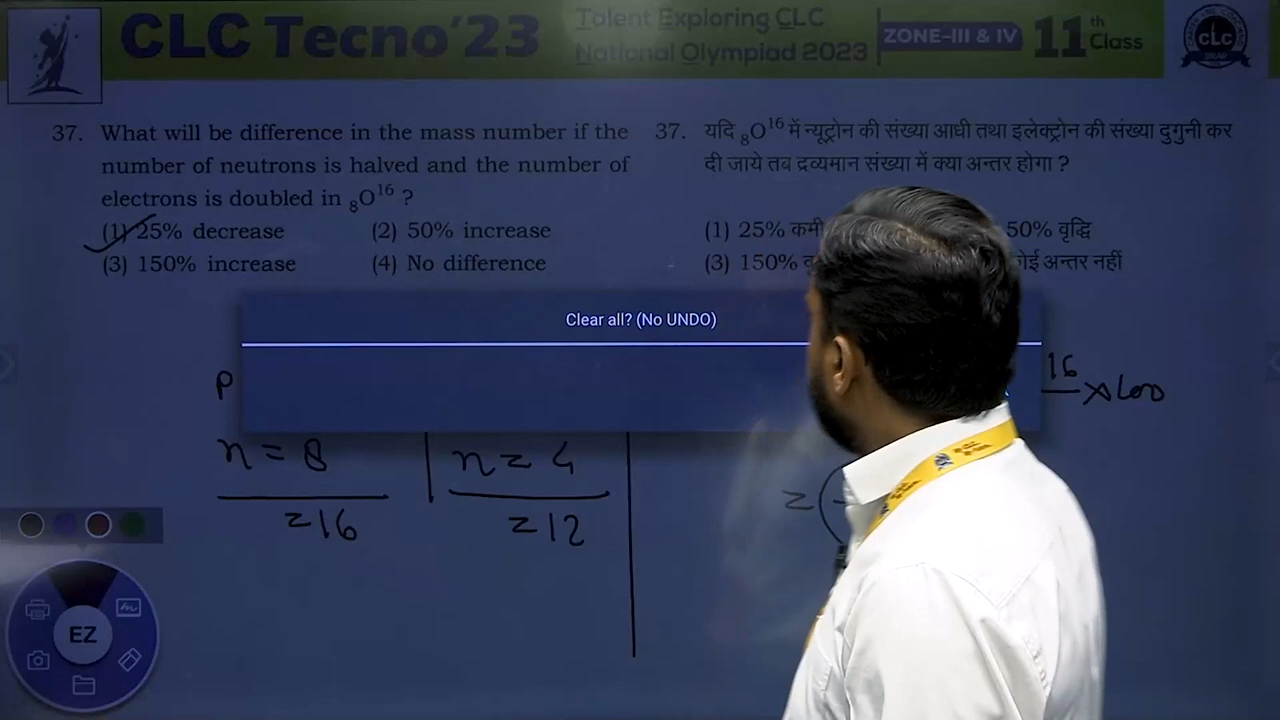 CLC Tecno’23
Tolent Exploring CLC
National Olympiad 2023
ZONE–III & IV
11th Class
CLC
37. What will be difference in the mass number if the
number of neutrons is halved and the number of
electrons is doubled in ₈O¹⁶ ?
(1) 25% decrease (2) 50% increase
(3) 150% increase (4) No difference
37. यदि ₈O¹⁶ में न्यूट्रोन की संख्या आधी तथा इलेक्ट्रोन की संख्या दुगुनी कर
दी जाये तब द्रव्यमान संख्या में क्या अन्तर होगा ?
(1) 25% कमी 50% वृद्धि
(3) 150% अन्तर नहीं
Clear all? (No UNDO)
P
16 ×100
n = 8
n = 4
=16
=12
=
EZ